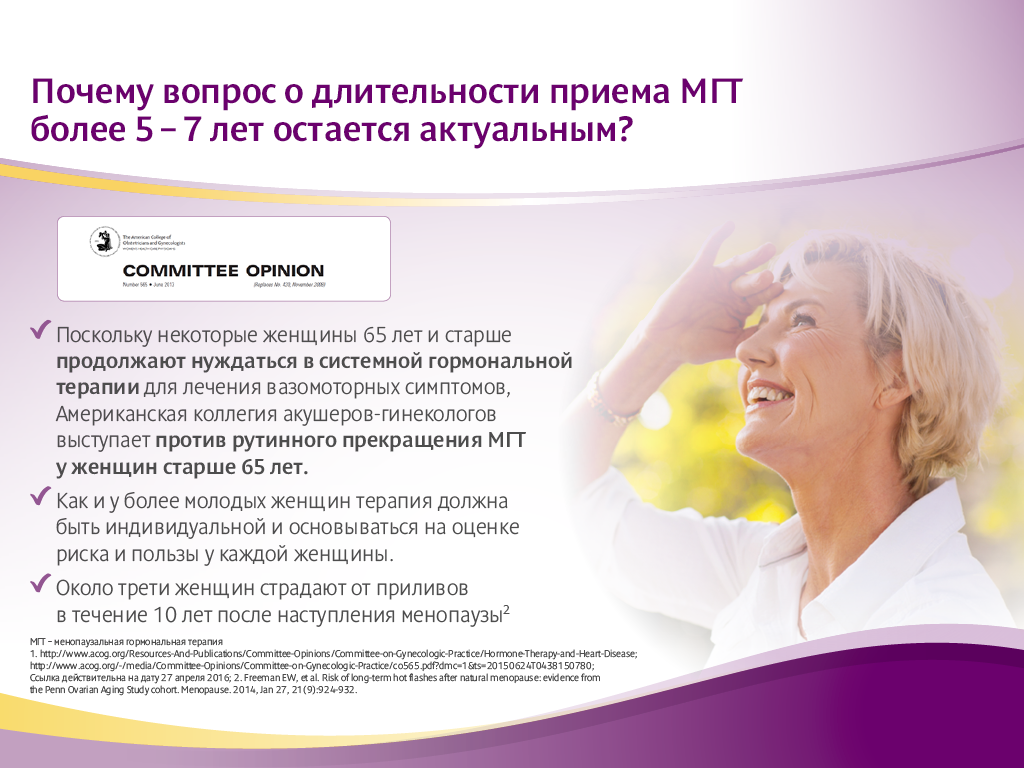 Почему вопрос о длительности приема МГТ
более 5 – 7 лет остается актуальным?
The American College of
Obstetricians and Gynecologists
WOMEN'S HEALTH CARE PHYSICIANS
COMMITTEE OPINION
Number 565 • June 2013
(Replaces No. 420, November 2008)
Поскольку некоторые женщины 65 лет и старше
продолжают нуждаться в системной гормональной
терапии для лечения вазомоторных симптомов,
Американская коллегия акушеров-гинекологов
выступает против рутинного прекращения МГТ
у женщин старше 65 лет.
Как и у более молодых женщин терапия должна
быть индивидуальной и основываться на оценке
риска и пользы у каждой женщины.
Около трети женщин страдают от приливов
в течение 10 лет после наступления менопаузы2
МГТ – менопаузальная гормональная терапия
1. http://www.acog.org/Resources-And-Publications/Committee-Opinions/Committee-on-Gynecologic-Practice/Hormone-Therapy-and-Heart-Disease;
http://www.acog.org/-/media/Committee-Opinions/Committee-on-Gynecologic-Practice/co565.pdf?dmc=1&ts=20150624T0438150780;
Ссылка действительна на дату 27 апреля 2016; 2. Freeman EW, et al. Risk of long-term hot flashes after natural menopause: evidence from
the Penn Ovarian Aging Study cohort. Menopause. 2014, Jan 27, 21(9):924-932.